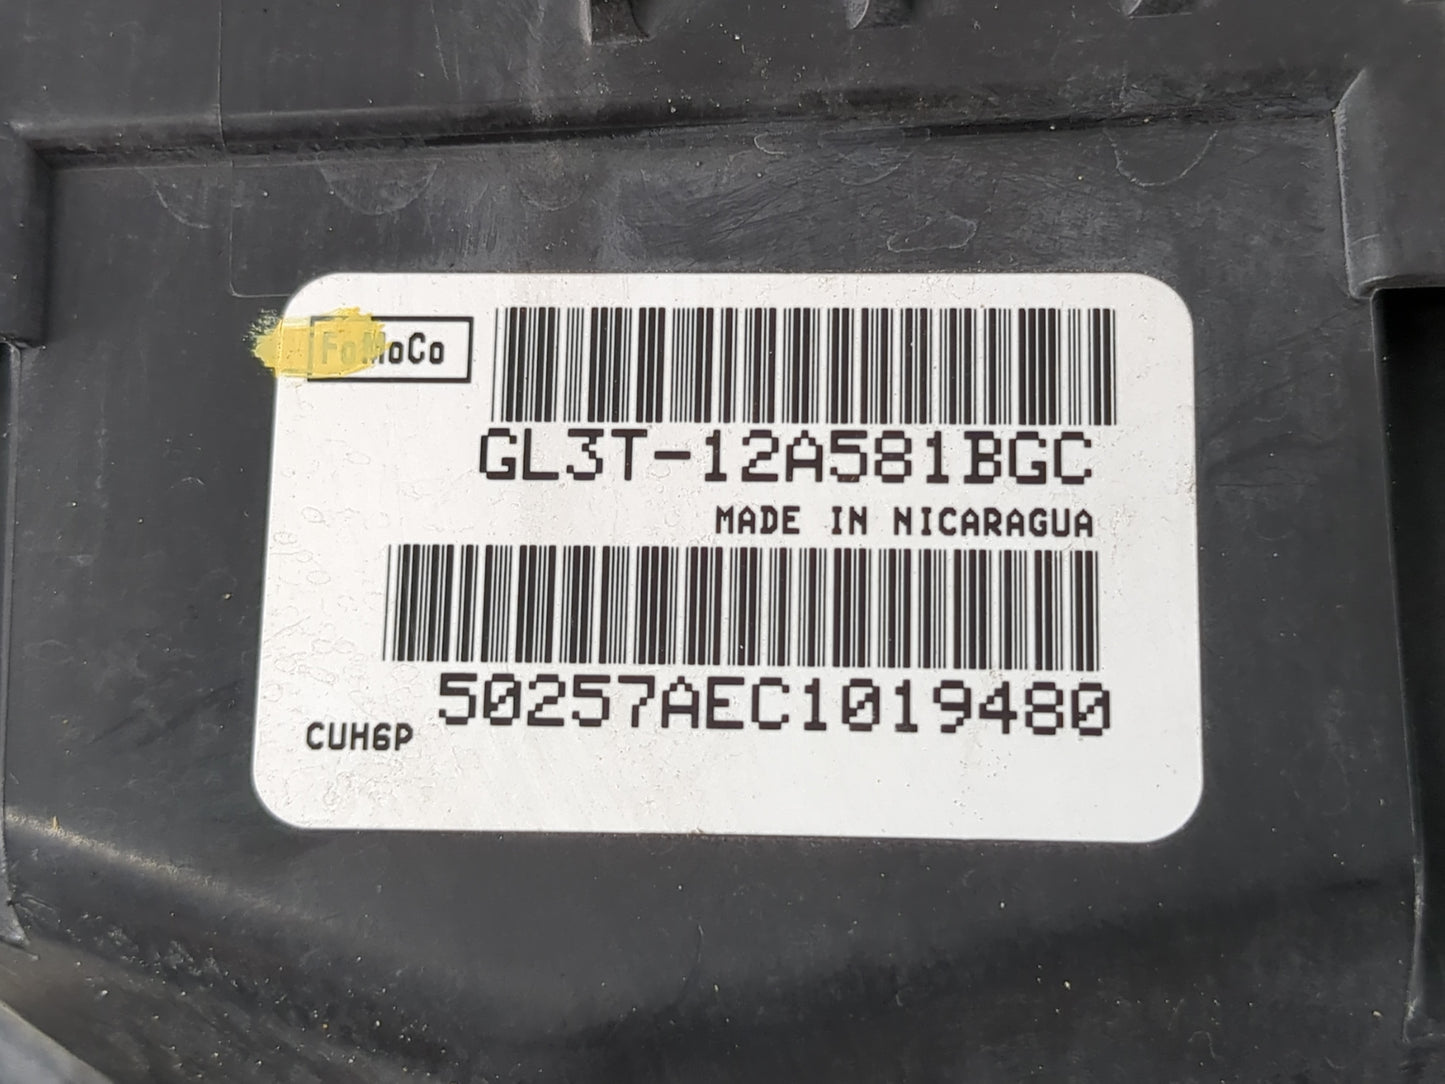 FoMoCo
GL3T-12A581BGC
MADE IN NICARAGUA
50257AEC1019480
CUH6P